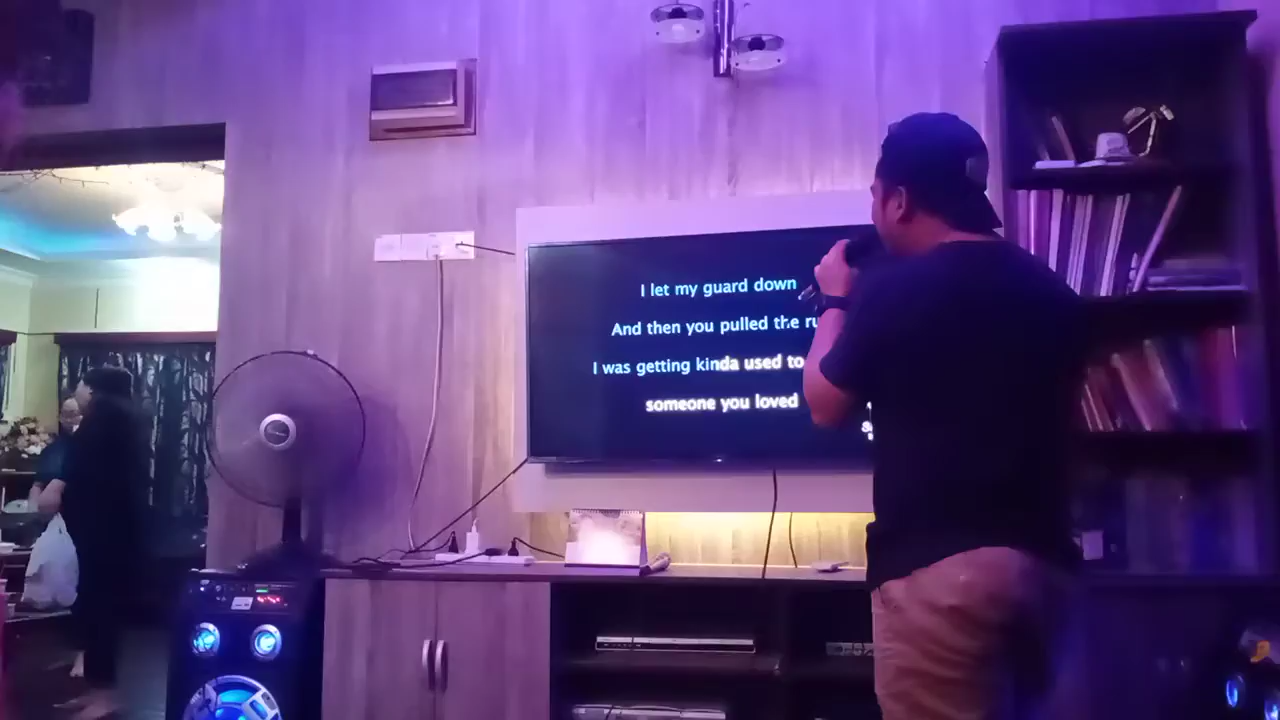 I let my guard down
And then you pulled the
I was getting kinda used to
someone you loved